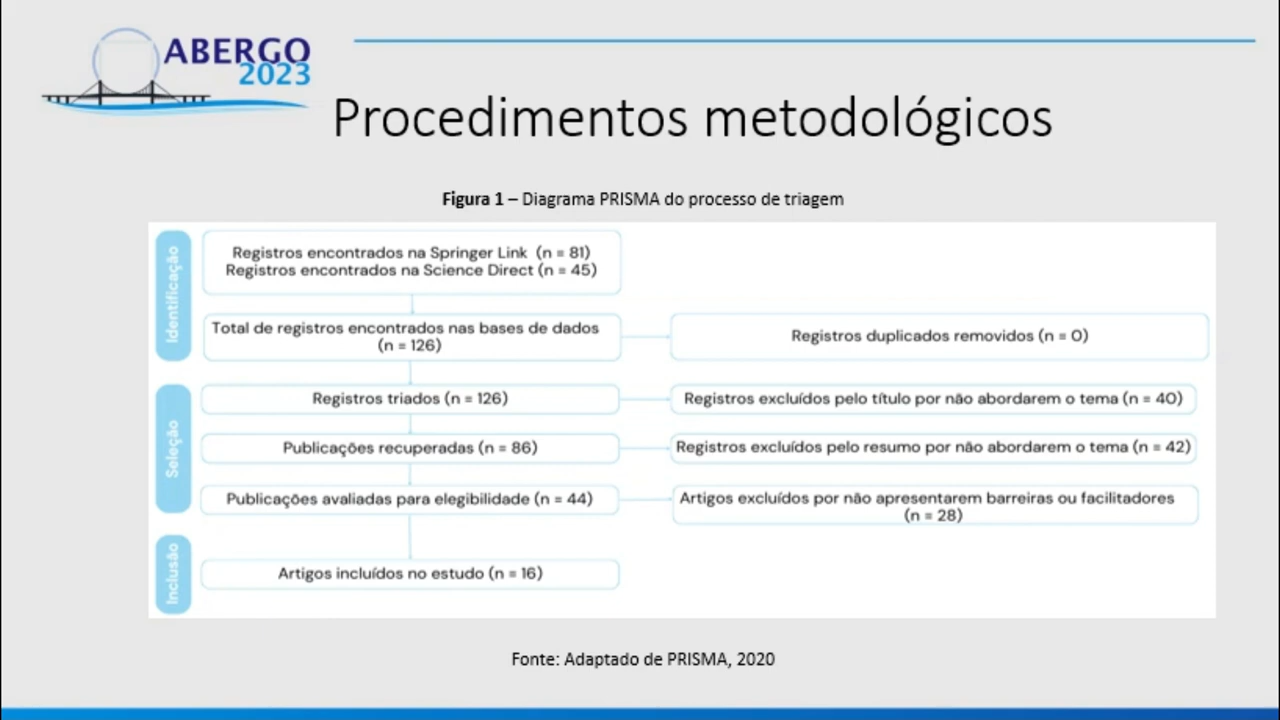 ABERGO
2023
Procedimentos metodológicos
Figura 1 – Diagrama PRISMA do processo de triagem
Identificação
Registros encontrados na Springer Link (n = 81)
Registros encontrados na Science Direct (n = 45)
Total de registros encontrados nas bases de dados
(n = 126)
Registros duplicados removidos (n = 0)
Seleção
Registros triados (n = 126)
Registros excluídos pelo título por não abordarem o tema (n = 40)
Publicações recuperadas (n = 86)
Registros excluídos pelo resumo por não abordarem o tema (n = 42)
Publicações avaliadas para elegibilidade (n = 44)
Artigos excluídos por não apresentarem barreiras ou facilitadores
(n = 28)
Inclusão
Artigos incluídos no estudo (n = 16)
Fonte: Adaptado de PRISMA, 2020